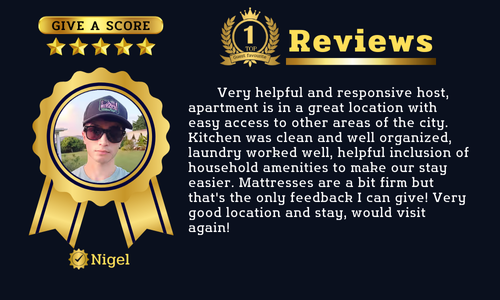 GIVE A SCORE
1
TOP
Reviews
Very helpful and responsive host,
apartment is in a great location with
easy access to other areas of the city.
Kitchen was clean and well organized,
laundry worked well, helpful inclusion of
household amenities to make our stay
easier. Mattresses are a bit firm but
that's the only feedback I can give! Very
good location and stay, would visit
again!
Nigel